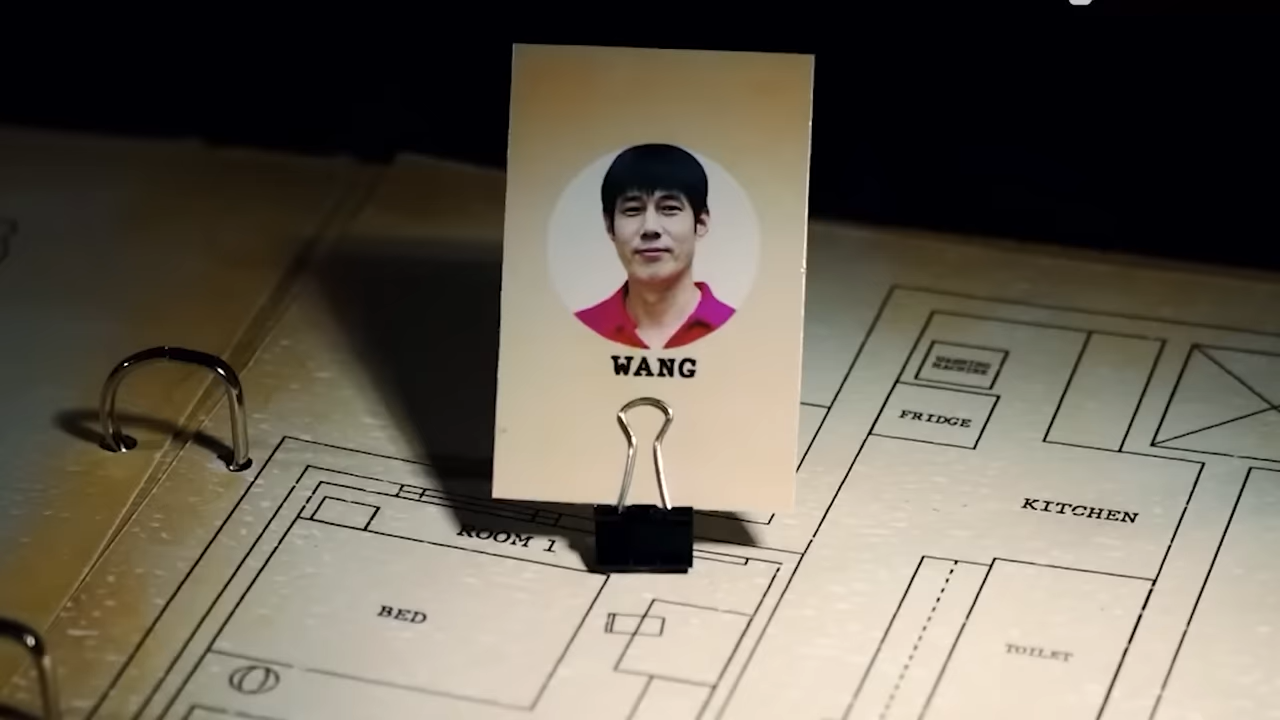 WANG
WASHING
MACHINE
FRIDGE
KITCHEN
ROOM 1
BED
TOILET